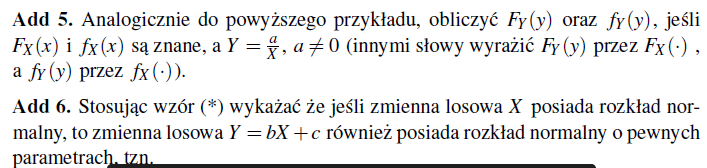 Add 5. Analogicznie do powyższego przykładu, obliczyć F_Y(y) oraz f_Y(y), jeśli
F_X(x) i f_X(x) są znane, a Y = a/X, a ≠ 0 (innymi słowy wyrazić F_Y(y) przez F_X(·) ,
a f_Y(y) przez f_X(·)).
Add 6. Stosując wzór (*) wykażać że jeśli zmienna losowa X posiada rozkład nor-
malny, to zmienna losowa Y = bX + c również posiada rozkład normalny o pewnych
parametrach, tzn.